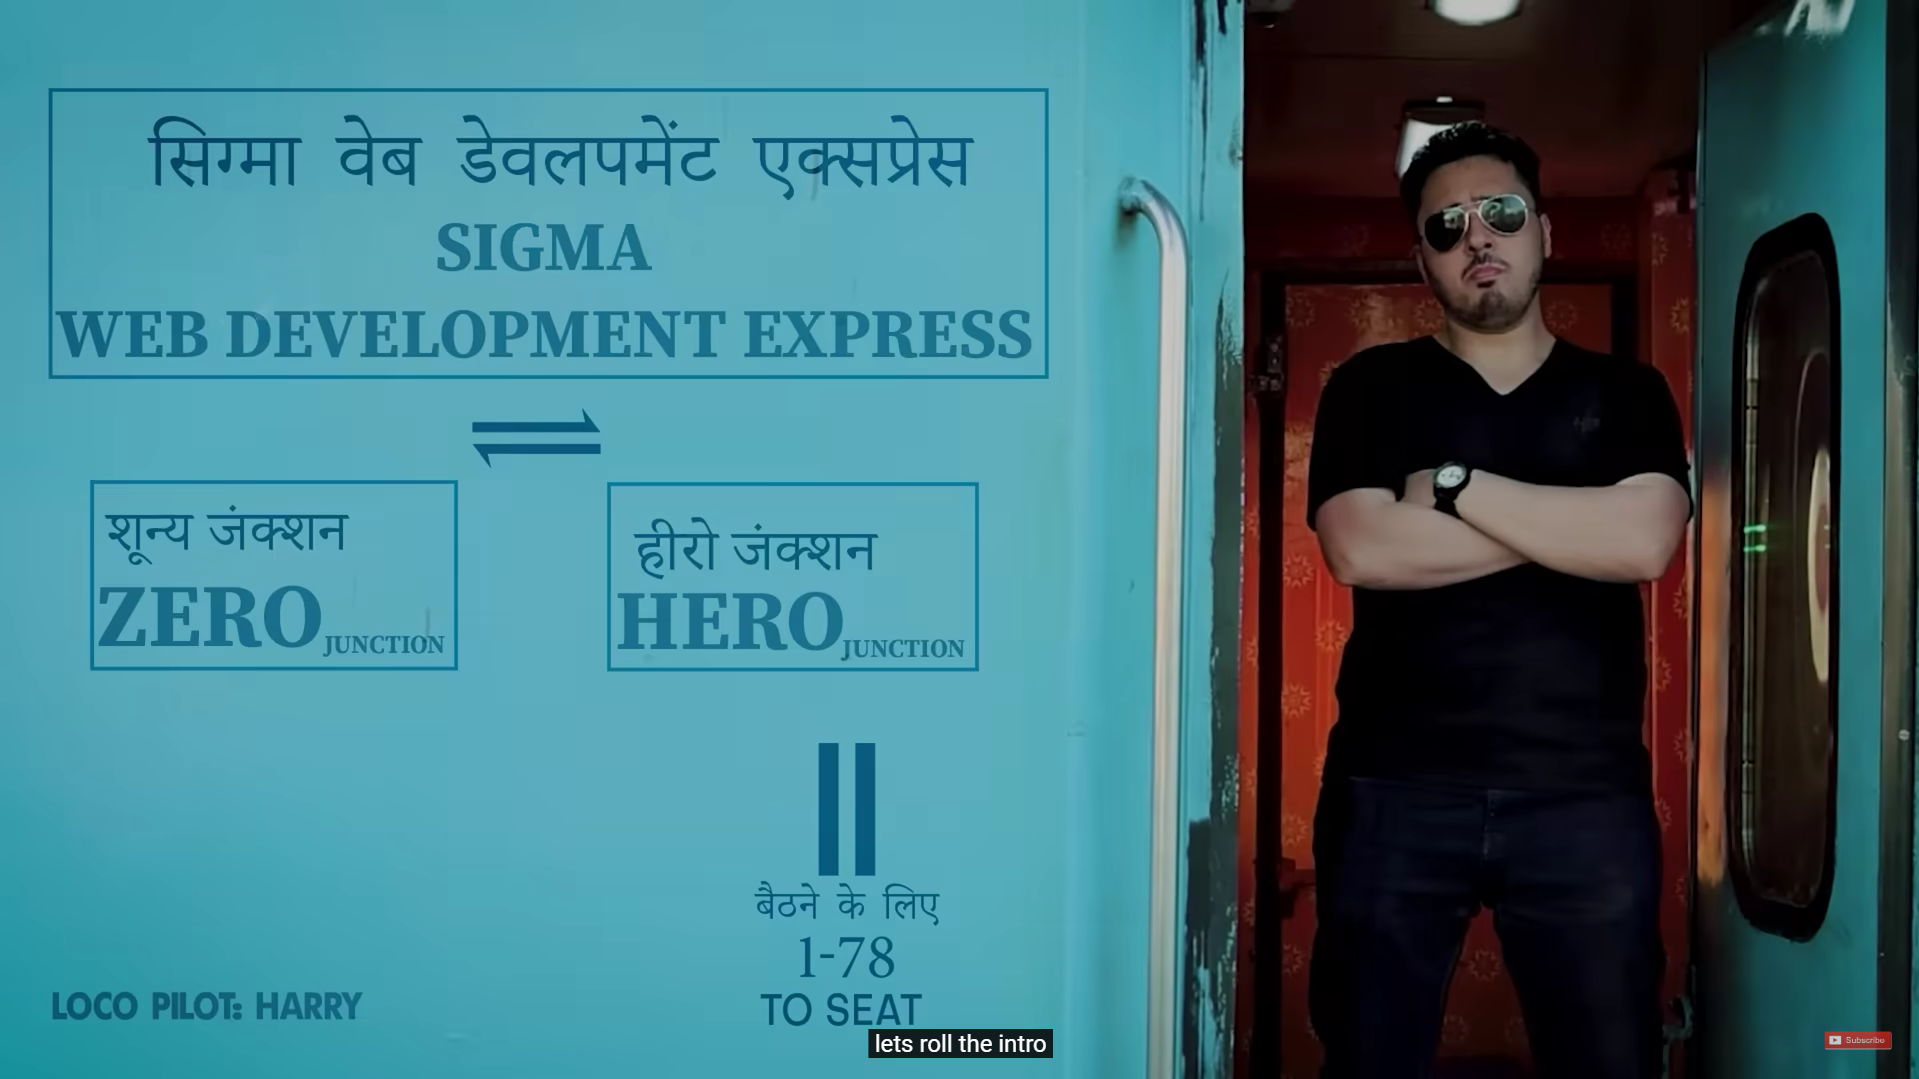 सिग्मा वेब डेवलपमेंट एक्सप्रेस
SIGMA
WEB DEVELOPMENT EXPRESS
शून्य जंक्शन
ZERO JUNCTION
हीरो जंक्शन
HERO JUNCTION
बैठने के लिए
1-78
TO SEAT
LOCO PILOT: HARRY
lets roll the intro
Subscribe